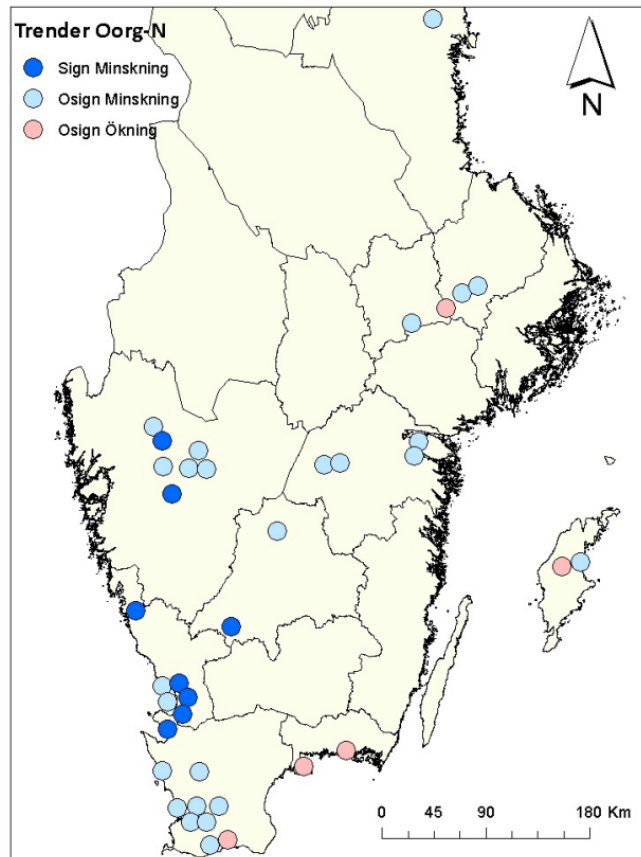 Trender Oorg-N
Sign Minskning
Osign Minskning
Osign Ökning
N
0 45 90 180 Km